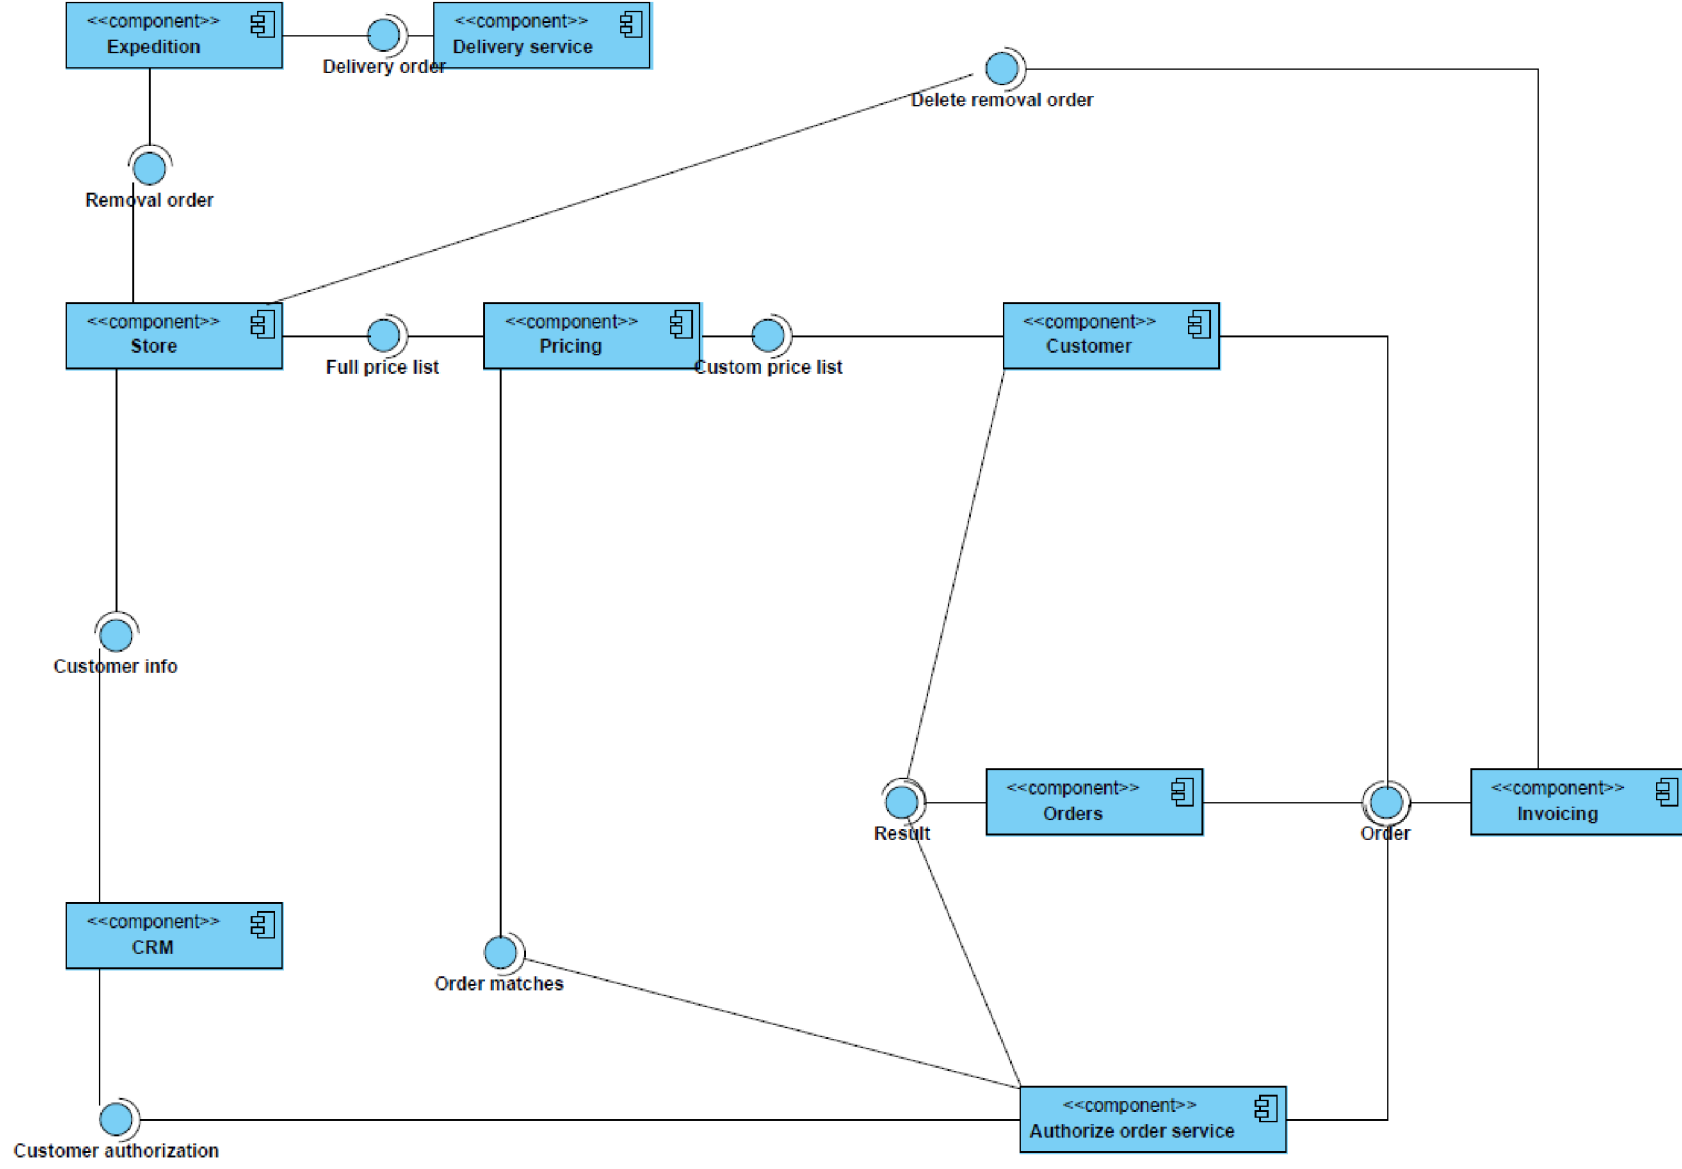 <<component>>
Expedition
<<component>>
Delivery service
Delivery order
Delete removal order
Removal order
<<component>>
Store
<<component>>
Pricing
<<component>>
Customer
Full price list
Custom price list
Customer info
<<component>>
Orders
<<component>>
Invoicing
Result
Order
<<component>>
CRM
Order matches
<<component>>
Authorize order service
Customer authorization